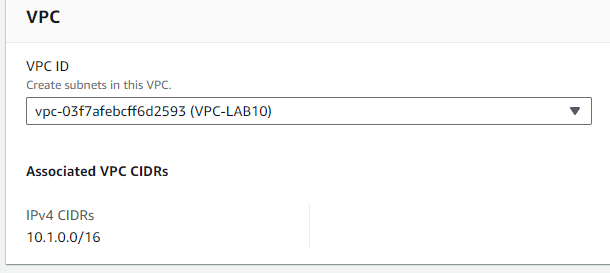 VPC
VPC ID
Create subnets in this VPC.
vpc-03f7afebcff6d2593 (VPC-LAB10)
Associated VPC CIDRs
IPv4 CIDRs
10.1.0.0/16